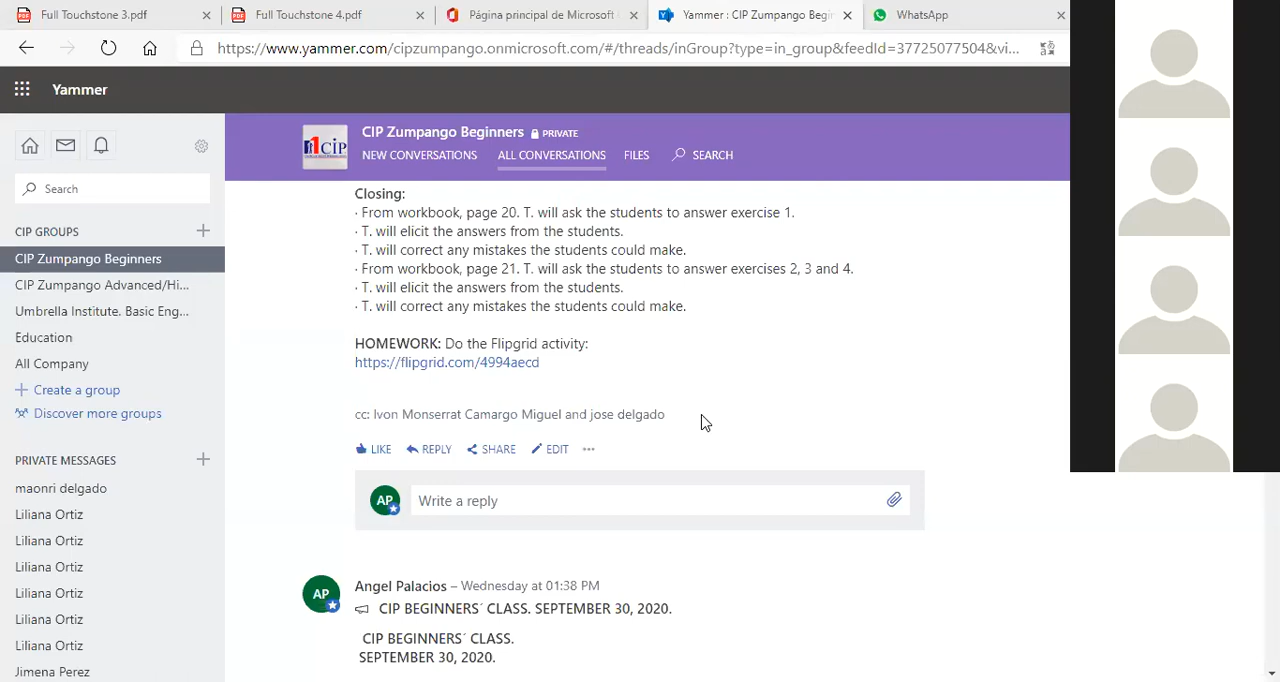 Full Touchstone 3.pdf
Full Touchstone 4.pdf
Página principal de Microsoft
Yammer : CIP Zumpango Begin
WhatsApp
https://www.yammer.com/cipzumpango.onmicrosoft.com/#/threads/inGroup?type=in_group&feedId=37725077504&vi...
Yammer
CIP
CIP Zumpango Beginners PRIVATE
NEW CONVERSATIONS ALL CONVERSATIONS FILES SEARCH
Search
CIP GROUPS
CIP Zumpango Beginners
CIP Zumpango Advanced/Hi...
Umbrella Institute. Basic Eng...
Education
All Company
Create a group
Discover more groups
PRIVATE MESSAGES
maonri delgado
Liliana Ortiz
Liliana Ortiz
Liliana Ortiz
Liliana Ortiz
Liliana Ortiz
Liliana Ortiz
Jimena Perez
Closing:
· From workbook, page 20. T. will ask the students to answer exercise 1.
· T. will elicit the answers from the students.
· T. will correct any mistakes the students could make.
· From workbook, page 21. T. will ask the students to answer exercises 2, 3 and 4.
· T. will elicit the answers from the students.
· T. will correct any mistakes the students could make.
HOMEWORK: Do the Flipgrid activity:
https://flipgrid.com/4994aecd
cc: Ivon Monserrat Camargo Miguel and jose delgado
LIKE REPLY SHARE EDIT ...
AP Write a reply
AP Angel Palacios – Wednesday at 01:38 PM
CIP BEGINNERS´ CLASS. SEPTEMBER 30, 2020.
CIP BEGINNERS´ CLASS.
SEPTEMBER 30, 2020.